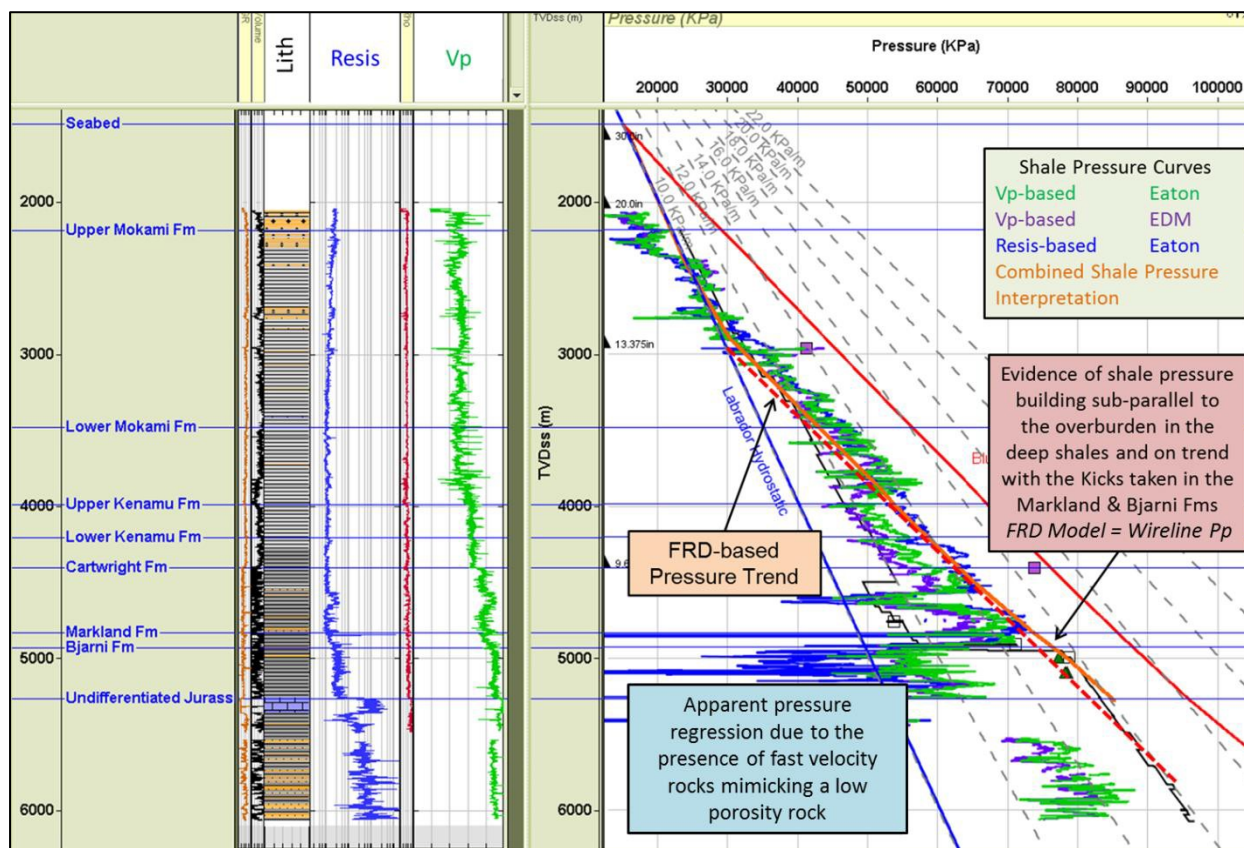 TVDss (m)
Pressure (KPa)
Lith
Resis
Vp
Pressure (KPa)
20000
30000
40000
50000
60000
70000
80000
90000
100000
Seabed
2000
Upper Mokami Fm
3000
Lower Mokami Fm
4000
Upper Kenamu Fm
Lower Kenamu Fm
Cartwright Fm
Markland Fm
Bjarni Fm
5000
Undifferentiated Jurass
6000
TVDss (m)
2000
3000
4000
5000
6000
30.0in
20.0in
13.375in
9.6
10.0 KPa/m
12.0 KPa/m
14.0 KPa/m
16.0 KPa/m
18.0 KPa/m
20.0 KPa/m
22.0 KPa/m
Labrador Hydrostatic
Shale Pressure Curves
Vp-based Eaton
Vp-based EDM
Resis-based Eaton
Combined Shale Pressure
Interpretation
Evidence of shale pressure
building sub-parallel to
the overburden in the
deep shales and on trend
with the Kicks taken in the
Markland & Bjarni Fms
FRD Model = Wireline Pp
FRD-based
Pressure Trend
Apparent pressure
regression due to the
presence of fast velocity
rocks mimicking a low
porosity rock